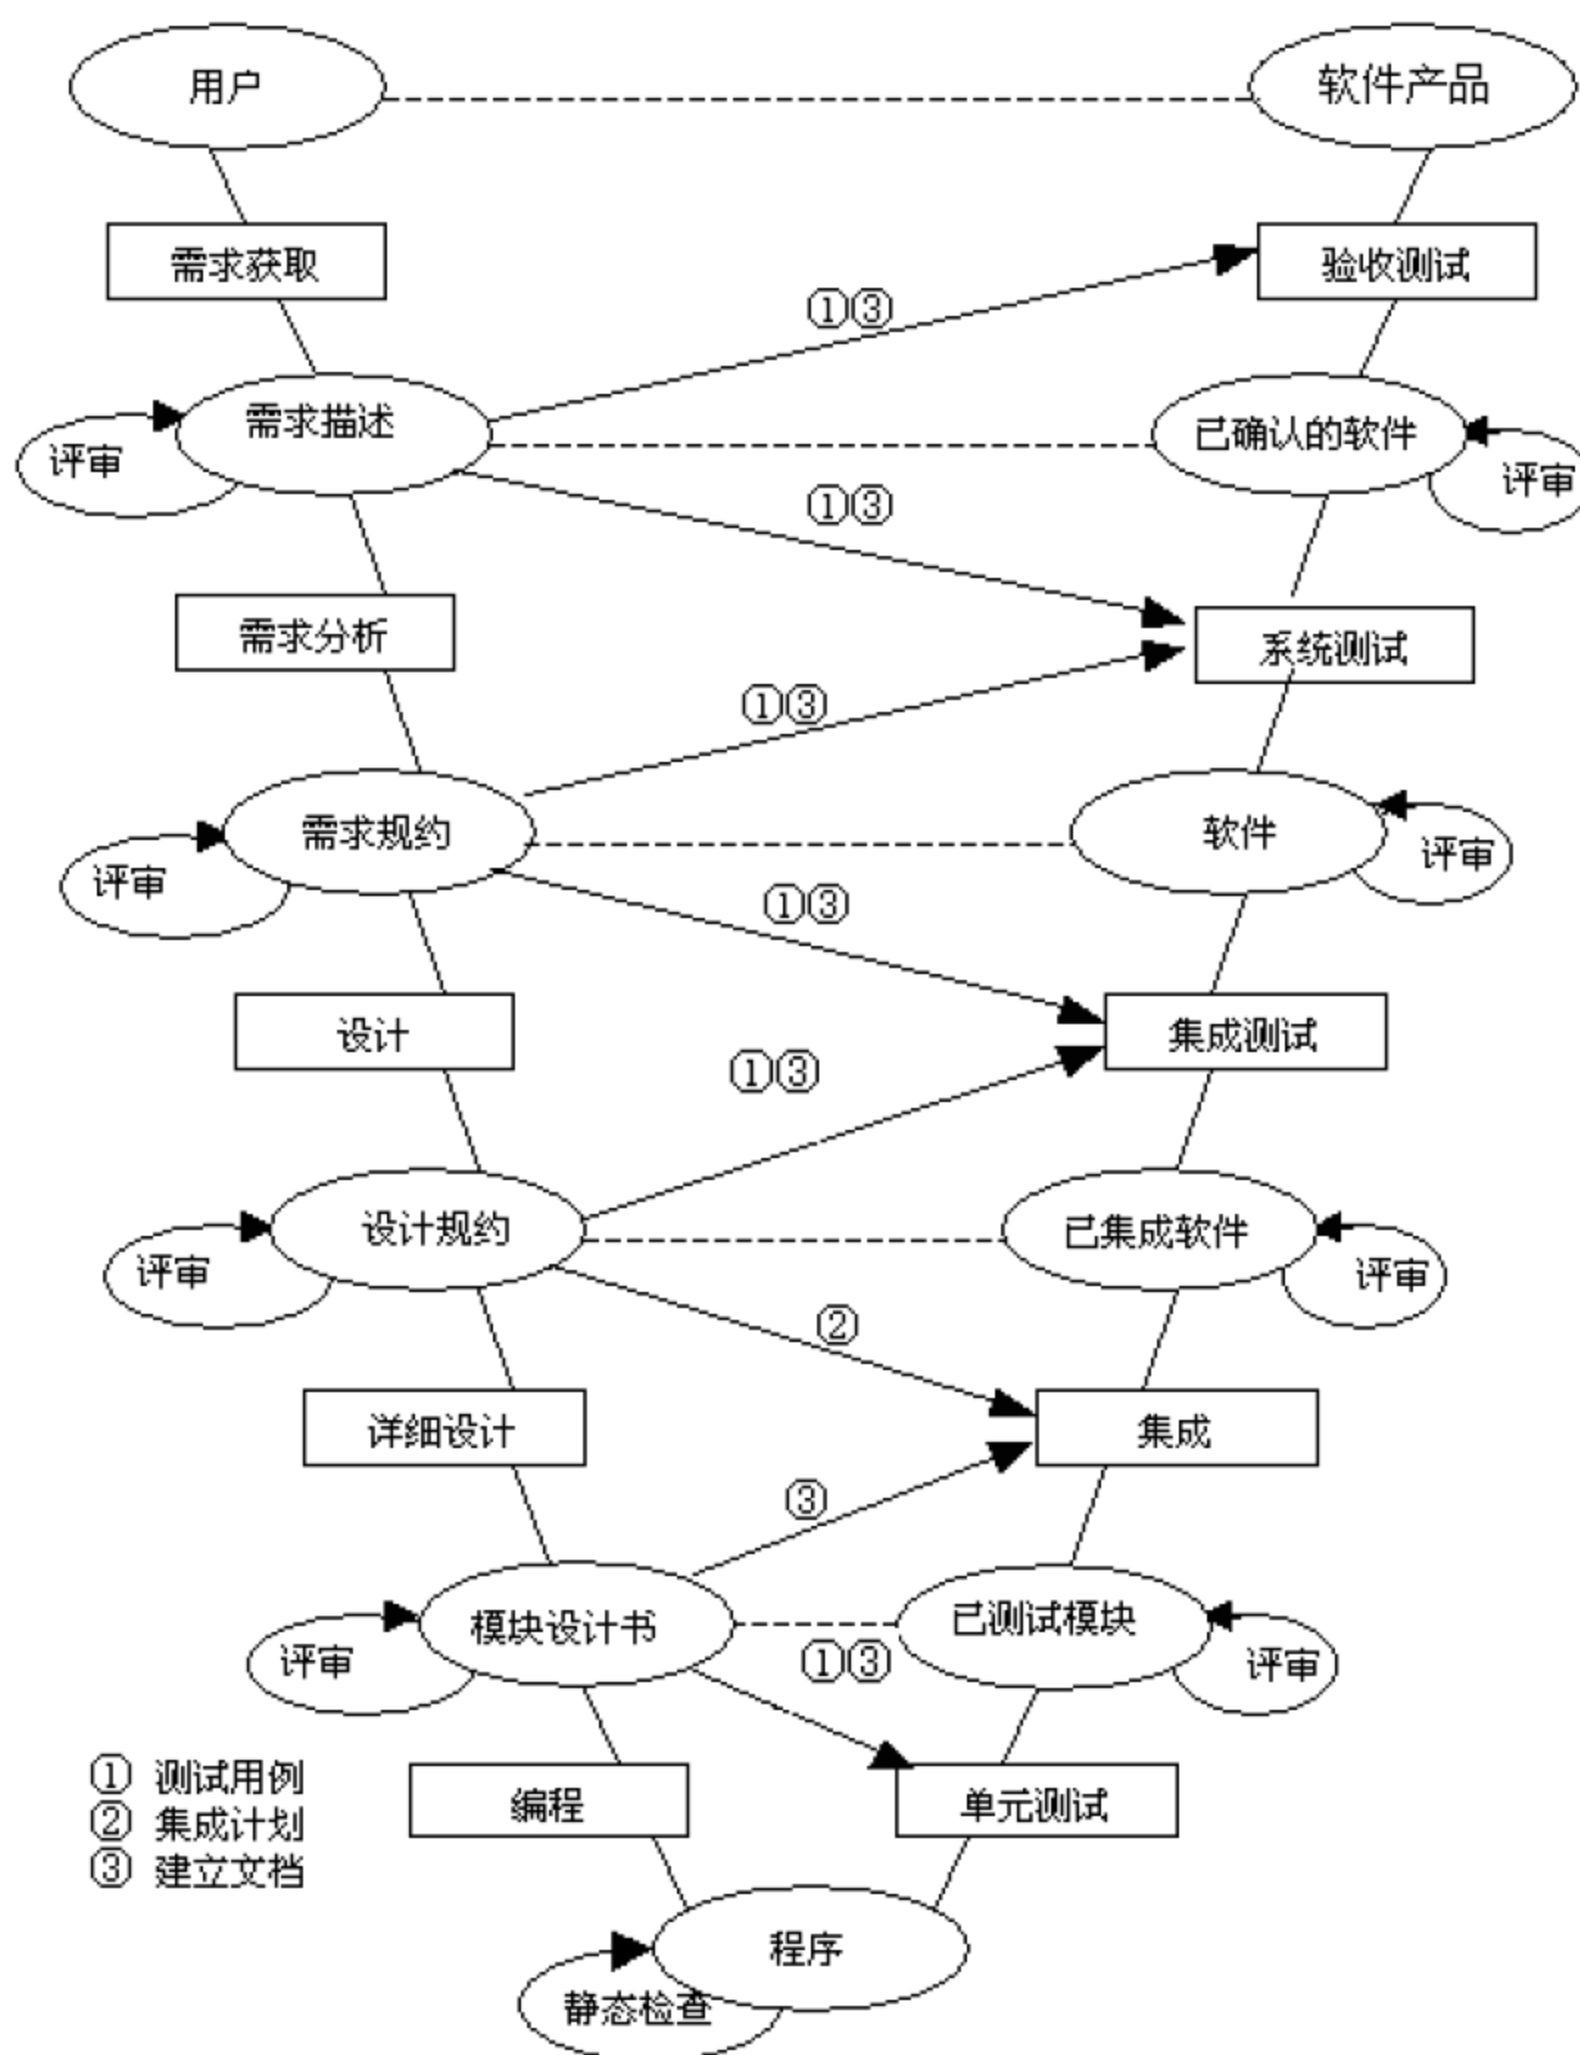 用户
软件产品
需求获取
验收测试
①③
需求描述
已确认的软件
评审
评审
①③
需求分析
系统测试
①③
需求规约
软件
评审
评审
①③
设计
集成测试
①③
设计规约
已集成软件
评审
评审
②
详细设计
集成
③
模块设计书
已测试模块
评审
①③
评审
① 测试用例
② 集成计划
③ 建立文档
编程
单元测试
程序
静态检查